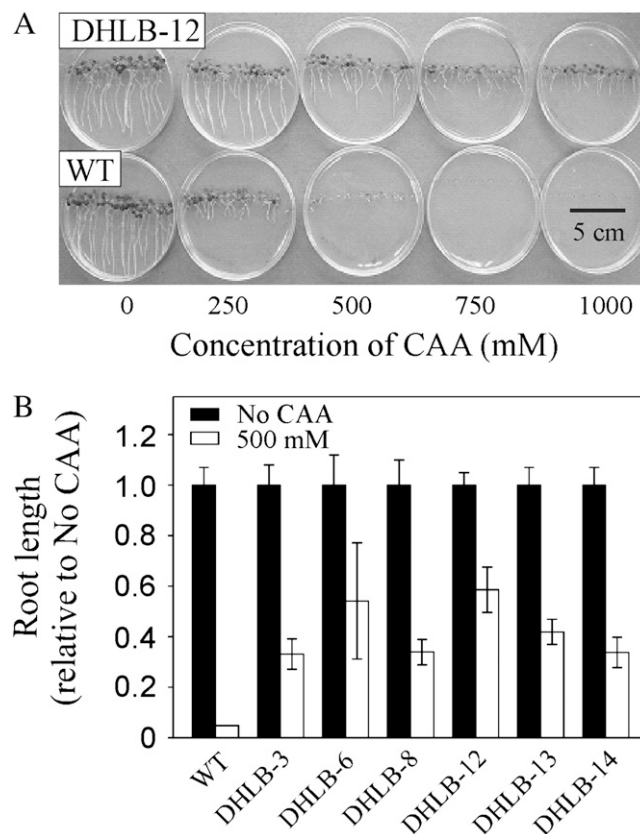 A
DHLB-12
WT
5 cm
0 250 500 750 1000
Concentration of CAA (mM)
B
No CAA
500 mM
Root length
(relative to No CAA)
1.2
1.0
0.8
0.6
0.4
0.2
0
WT DHLB-3 DHLB-6 DHLB-8 DHLB-12 DHLB-13 DHLB-14